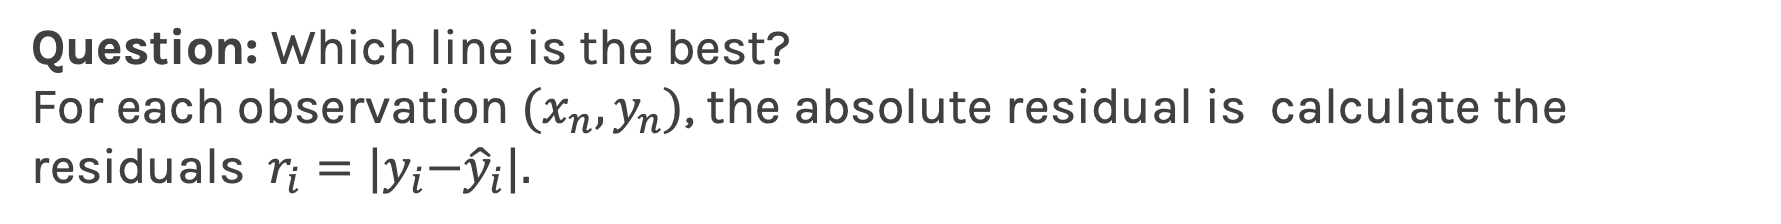 Question: Which line is the best?
For each observation (xₙ, yₙ), the absolute residual is  calculate the
residuals  rᵢ = |yᵢ−ŷᵢ|.